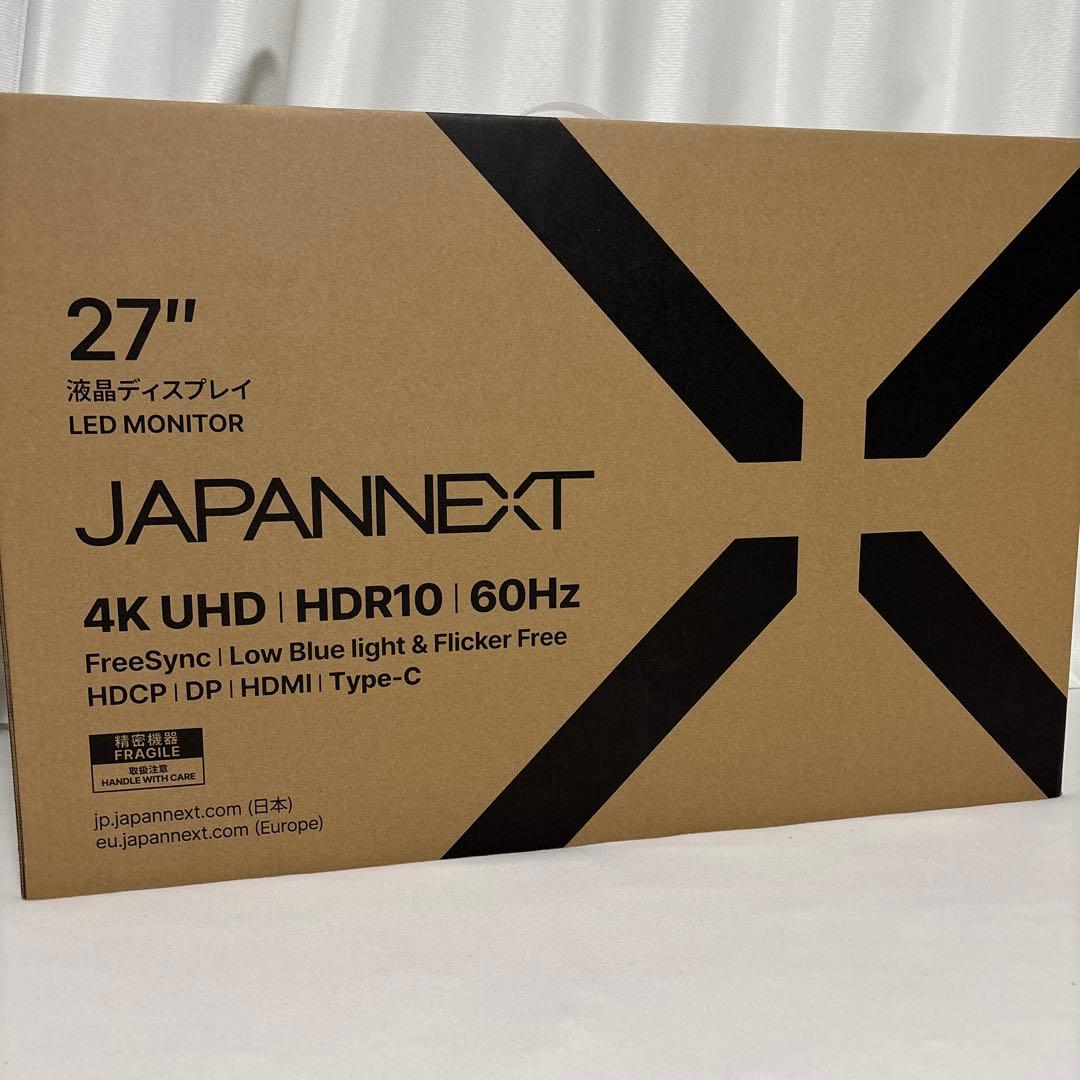 27"
液晶ディスプレイ
LED MONITOR
JAPANNEXT
4K UHD | HDR10 | 60Hz
FreeSync | Low Blue light & Flicker Free
HDCP | DP | HDMI | Type-C
精密機器
FRAGILE
取扱注意
HANDLE WITH CARE
jp.japannext.com (日本)
eu.japannext.com (Europe)